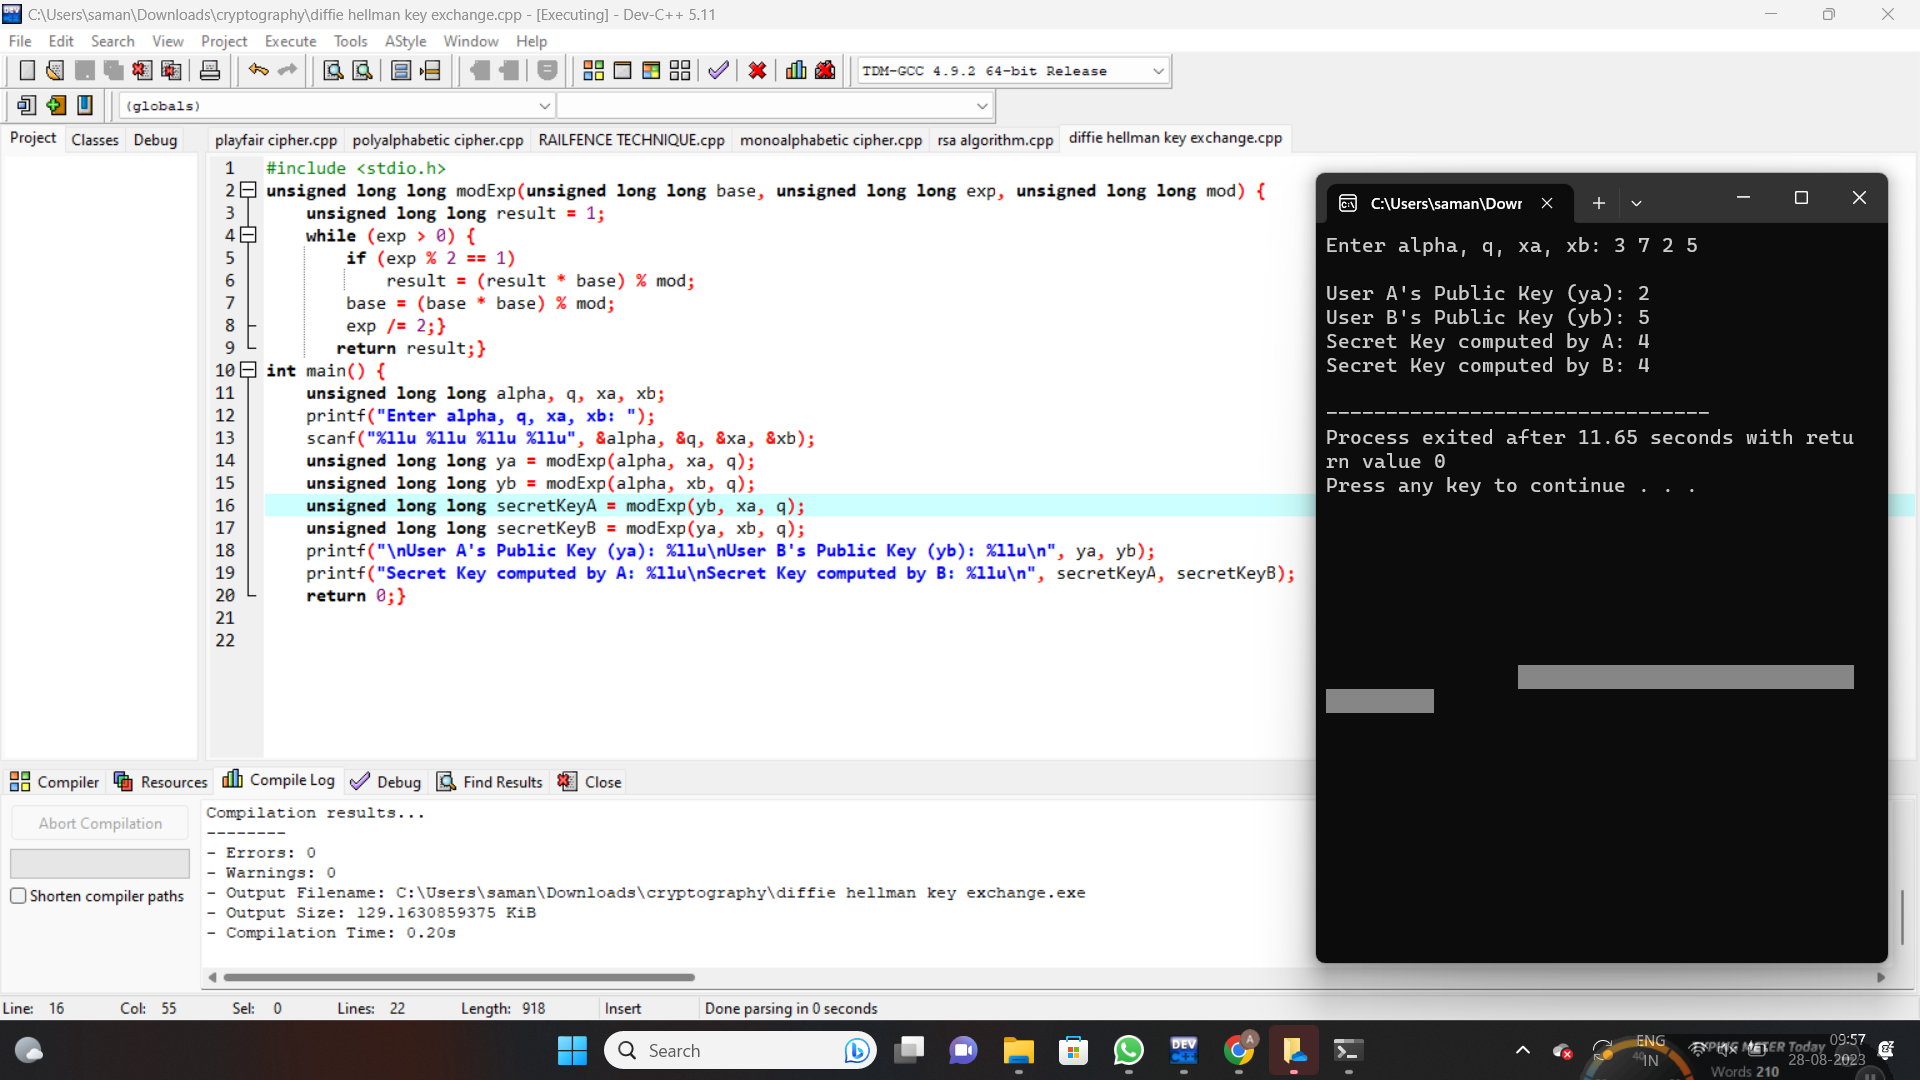 C:\Users\saman\Downloads\cryptography\diffie hellman key exchange.cpp - [Executing] - Dev-C++ 5.11
File Edit Search View Project Execute Tools AStyle Window Help
TDM-GCC 4.9.2 64-bit Release
(globals)
Project Classes Debug
playfair cipher.cpp polyalphabetic cipher.cpp RAILFENCE TECHNIQUE.cpp monoalphabetic cipher.cpp rsa algorithm.cpp diffie hellman key exchange.cpp
1 #include <stdio.h>
2 unsigned long long modExp(unsigned long long base, unsigned long long exp, unsigned long long mod) {
3 unsigned long long result = 1;
4 while (exp > 0) {
5 if (exp % 2 == 1)
6 result = (result * base) % mod;
7 base = (base * base) % mod;
8 exp /= 2;}
9 return result;}
10 int main() {
11 unsigned long long alpha, q, xa, xb;
12 printf("Enter alpha, q, xa, xb: ");
13 scanf("%llu %llu %llu %llu", &alpha, &q, &xa, &xb);
14 unsigned long long ya = modExp(alpha, xa, q);
15 unsigned long long yb = modExp(alpha, xb, q);
16 unsigned long long secretKeyA = modExp(yb, xa, q);
17 unsigned long long secretKeyB = modExp(ya, xb, q);
18 printf("\nUser A's Public Key (ya): %llu\nUser B's Public Key (yb): %llu\n", ya, yb);
19 printf("Secret Key computed by A: %llu\nSecret Key computed by B: %llu\n", secretKeyA, secretKeyB);
20 return 0;}
21
22
C:\Users\saman\Dowr
Enter alpha, q, xa, xb: 3 7 2 5
User A's Public Key (ya): 2
User B's Public Key (yb): 5
Secret Key computed by A: 4
Secret Key computed by B: 4
--------------------------------
Process exited after 11.65 seconds with retu
rn value 0
Press any key to continue . . .
Compiler Resources Compile Log Debug Find Results Close
Abort Compilation
Shorten compiler paths
Compilation results...
--------
- Errors: 0
- Warnings: 0
- Output Filename: C:\Users\saman\Downloads\cryptography\diffie hellman key exchange.exe
- Output Size: 129.1630859375 KiB
- Compilation Time: 0.20s
Line: 16 Col: 55 Sel: 0 Lines: 22 Length: 918 Insert Done parsing in 0 seconds
Search
DEV
A
ENG
IN
40
Today
Words 210
09:57
28-08-2023